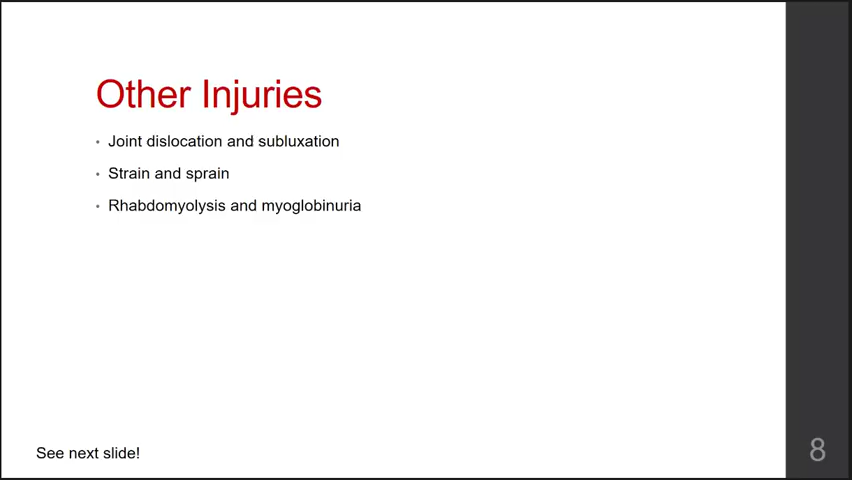 Other Injuries
• Joint dislocation and subluxation
• Strain and sprain
• Rhabdomyolysis and myoglobinuria
See next slide!
8